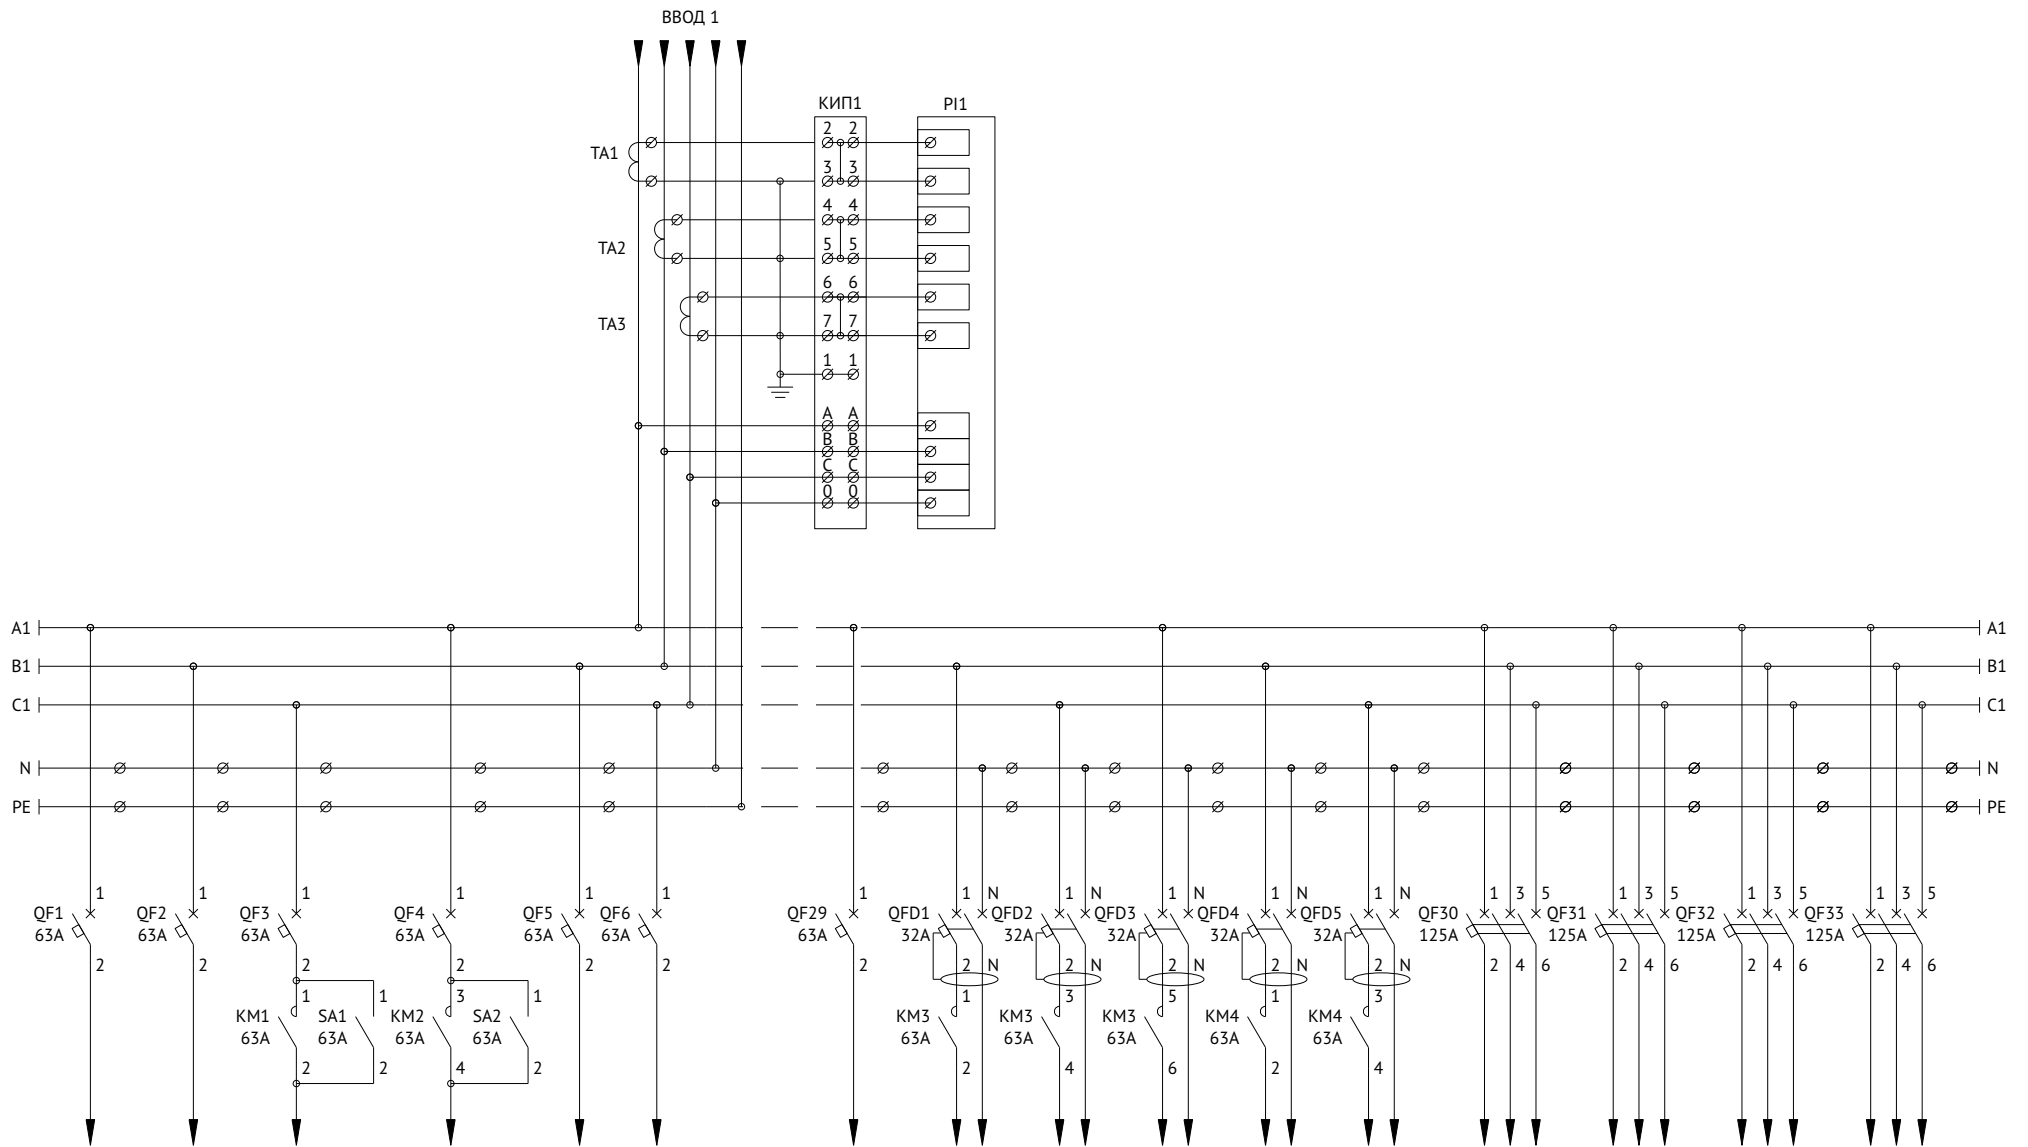 ВВОД 1
КИП1 PI1
2 2
TA1
3 3
4 4
TA2
5 5
6 6
TA3
7 7
1 1
A A
B B
C C
0 0
A1 A1
B1 B1
C1 C1
N N
PE PE
1 1 1 1 1 1 1 1 N 1 N 1 N 1 N 1 N 1 3 5 1 3 5 1 3 5 1 3 5
QF1 QF2 QF3 QF4 QF5 QF6 QF29 QFD1 QFD2 QFD3 QFD4 QFD5 QF30 QF31 QF32 QF33
63A 63A 63A 63A 63A 63A 63A 32A 32A 32A 32A 32A 125A 125A 125A 125A
2 2 2 2 2 2 2 2 N 2 N 2 N 2 N 2 N 2 4 6 2 4 6 2 4 6 2 4 6
1 1 3 1 1 3 5 1 3
KM1 SA1 KM2 SA2 KM3 KM3 KM3 KM4 KM4
63A 63A 63A 63A 63A 63A 63A 63A 63A
2 2 4 2 2 4 6 2 4